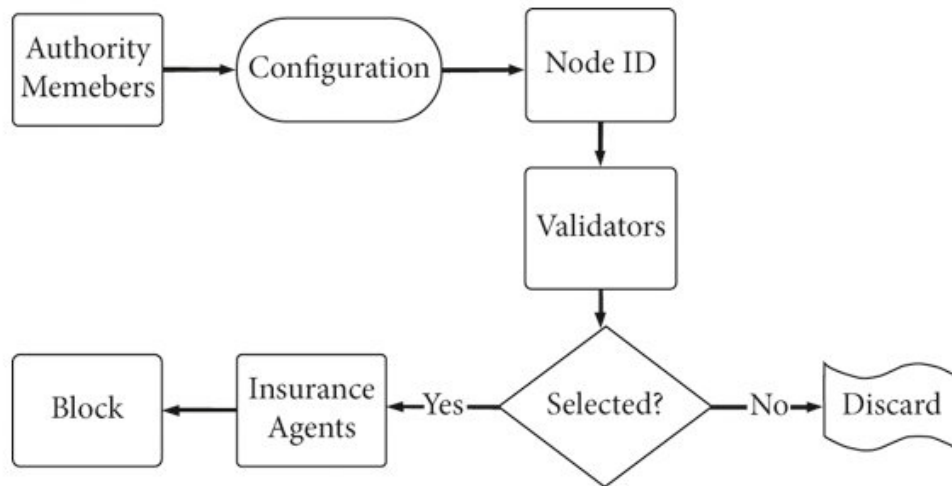 Authority
Memebers
Configuration
Node ID
Validators
Selected?
Yes
No
Insurance
Agents
Block
Discard